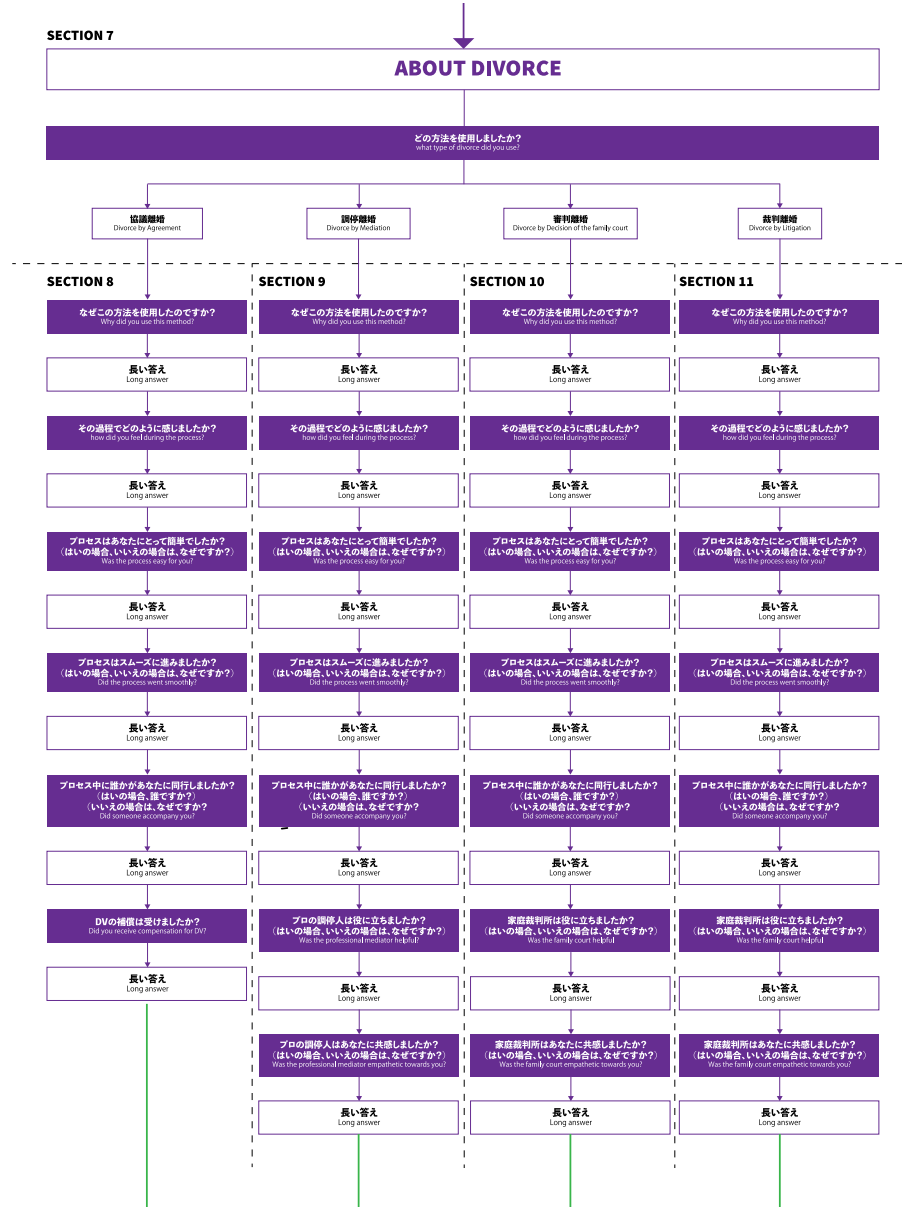 SECTION 7
ABOUT DIVORCE
どの方法を使用しましたか？
what type of divorce did you use?
協議離婚
Divorce by Agreement
調停離婚
Divorce by Mediation
審判離婚
Divorce by Decision of the family court
裁判離婚
Divorce by Litigation
SECTION 8
なぜこの方法を使用したのですか？
Why did you use this method?
長い答え
Long answer
その過程でどのように感じましたか？
how did you feel during the process?
長い答え
Long answer
プロセスはあなたにとって簡単でしたか？
（はいの場合、いいえの場合は、なぜですか？）
Was the process easy for you?
長い答え
Long answer
プロセスはスムーズに進みましたか？
（はいの場合、いいえの場合は、なぜですか？）
Did the process went smoothly?
長い答え
Long answer
プロセス中に誰かがあなたに同行しましたか？
（はいの場合、誰ですか？）
（いいえの場合は、なぜですか？
Did someone accompany you?
長い答え
Long answer
DVの補償は受けましたか？
Did you receive compensation for DV?
長い答え
Long answer
SECTION 9
なぜこの方法を使用したのですか？
Why did you use this method?
長い答え
Long answer
その過程でどのように感じましたか？
how did you feel during the process?
長い答え
Long answer
プロセスはあなたにとって簡単でしたか？
（はいの場合、いいえの場合は、なぜですか？）
Was the process easy for you?
長い答え
Long answer
プロセスはスムーズに進みましたか？
（はいの場合、いいえの場合は、なぜですか？）
Did the process went smoothly?
長い答え
Long answer
プロセス中に誰かがあなたに同行しましたか？
（はいの場合、誰ですか？）
（いいえの場合は、なぜですか？
Did someone accompany you?
長い答え
Long answer
プロの調停人は役に立ちましたか？
（はいの場合、いいえの場合は、なぜですか？）
Was the professional mediator helpful?
長い答え
Long answer
プロの調停人はあなたに共感しましたか？
（はいの場合、いいえの場合は、なぜですか？）
Was the professional mediator empathetic towards you?
長い答え
Long answer
SECTION 10
なぜこの方法を使用したのですか？
Why did you use this method?
長い答え
Long answer
その過程でどのように感じましたか？
how did you feel during the process?
長い答え
Long answer
プロセスはあなたにとって簡単でしたか？
（はいの場合、いいえの場合は、なぜですか？）
Was the process easy for you?
長い答え
Long answer
プロセスはスムーズに進みましたか？
（はいの場合、いいえの場合は、なぜですか？）
Did the process went smoothly?
長い答え
Long answer
プロセス中に誰かがあなたに同行しましたか？
（はいの場合、誰ですか？）
（いいえの場合は、なぜですか？
Did someone accompany you?
長い答え
Long answer
家庭裁判所は役に立ちましたか？
（はいの場合、いいえの場合は、なぜですか？）
Was the family court helpful
長い答え
Long answer
家庭裁判所はあなたに共感しましたか？
（はいの場合、いいえの場合は、なぜですか？）
Was the family court empathetic towards you?
長い答え
Long answer
SECTION 11
なぜこの方法を使用したのですか？
Why did you use this method?
長い答え
Long answer
その過程でどのように感じましたか？
how did you feel during the process?
長い答え
Long answer
プロセスはあなたにとって簡単でしたか？
（はいの場合、いいえの場合は、なぜですか？）
Was the process easy for you?
長い答え
Long answer
プロセスはスムーズに進みましたか？
（はいの場合、いいえの場合は、なぜですか？）
Did the process went smoothly?
長い答え
Long answer
プロセス中に誰かがあなたに同行しましたか？
（はいの場合、誰ですか？）
（いいえの場合は、なぜですか？
Did someone accompany you?
長い答え
Long answer
家庭裁判所は役に立ちましたか？
（はいの場合、いいえの場合は、なぜですか？）
Was the family court helpful
長い答え
Long answer
家庭裁判所はあなたに共感しましたか？
（はいの場合、いいえの場合は、なぜですか？）
Was the family court empathetic towards you?
長い答え
Long answer